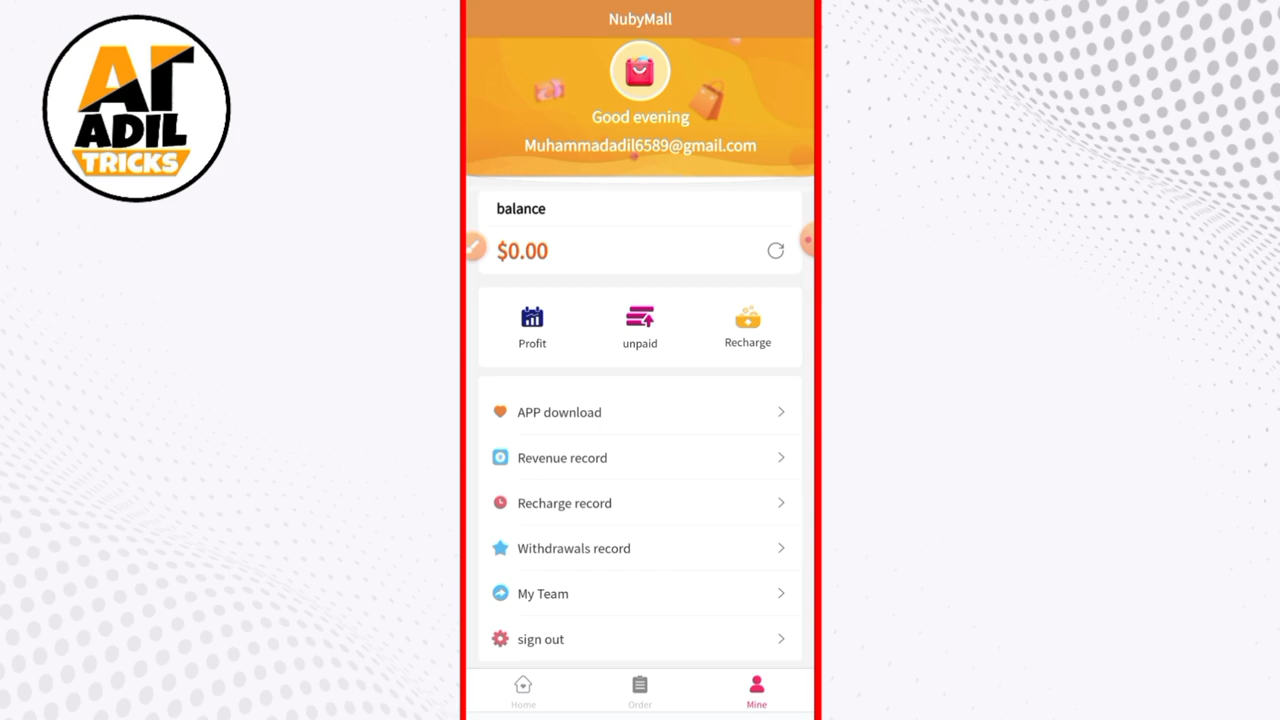 AT
ADIL
TRICKS
NubyMall
Good evening
Muhammadadil6589@gmail.com
balance
$0.00
Profit
unpaid
Recharge
APP download
Revenue record
Recharge record
Withdrawals record
My Team
sign out
Home
Order
Mine